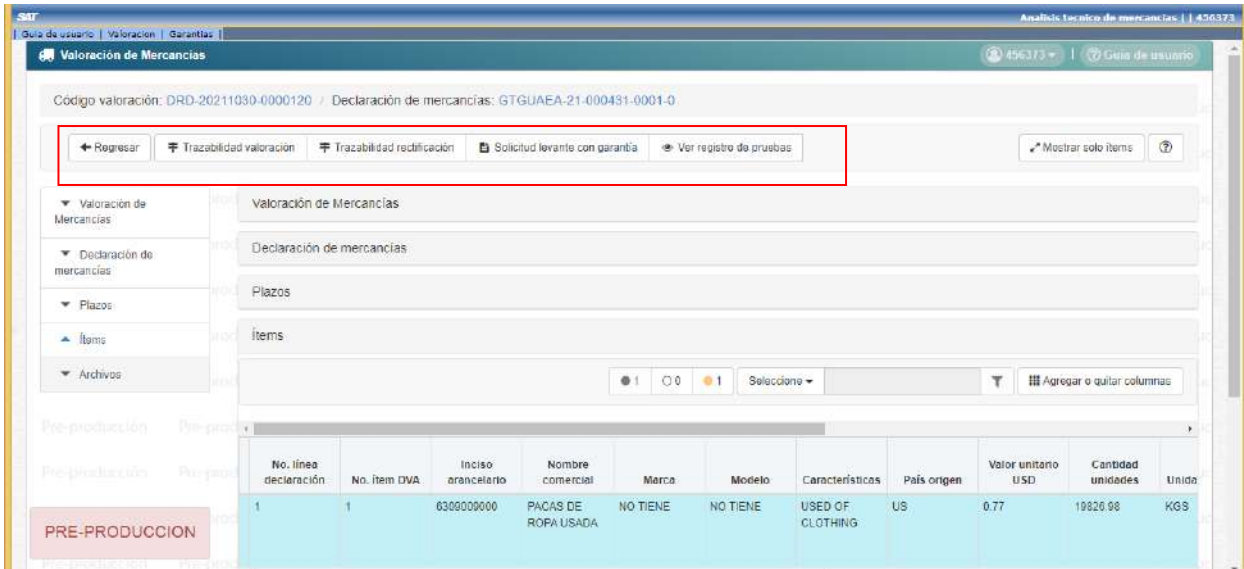 SAT
Analisis tecnico de mercancias | | 456373
| Guia de usuario | Valoracion | Garantias |
Valoración de Mercancías
456373 | Guía de usuario
Código valoración: DRD-20211030-0000120 / Declaración de mercancías: GTGUAEA-21-000431-0001-0
Regresar Trazabilidad valoración Trazabilidad rectificación Solicitud levante con garantía Ver registro de pruebas Mostrar solo ítems
Valoración de
Mercancías
Declaración de
mercancías
Plazos
Ítems
Archivos
Valoración de Mercancías
Declaración de mercancías
Plazos
Ítems
1 0 1 Seleccione Agregar o quitar columnas
Pre-producción
Pre-producción
PRE-PRODUCCION
No. línea declaración No. ítem DVA Inciso arancelario Nombre comercial Marca Modelo Características País origen Valor unitario USD Cantidad unidades Unida
1 1 6309009000 PACAS DE ROPA USADA NO TIENE NO TIENE USED OF CLOTHING US 0.77 19826.98 KGS